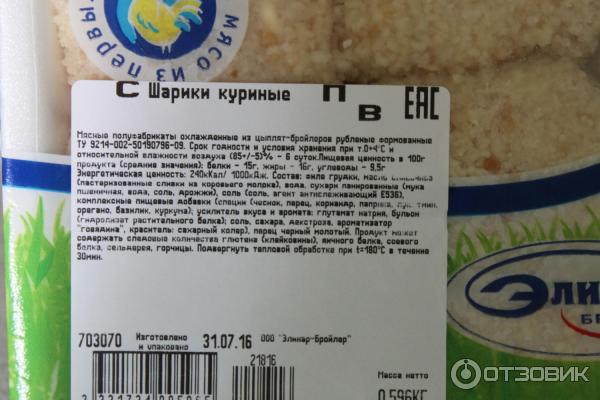 мясо из первых
С Шарики куриные П В ЕАС
Мясные полуфабрикаты охлажденные из цыплят-бройлеров рубленые формованные
ТУ 9214-002-50190796-09. Срок годности и условия хранения при т.0+4°С и
относительной влажности воздуха (85+/-5)% - 6 суток.Пищевая ценность в 100г
продукта (средние значения): белки - 15г, жиры - 16г, углеводы - 9.5г
Энергетическая ценность: 240кКал/ 1000кДж. Состав: филе грудки, масло сливочное
(пастеризованные сливки из коровьего молока), вода, сухари панировочные (мука
пшеничная, вода, соль, дрожжи), соль (соль, агент антислеживающий Е536),
комплексные пищевые добавки (специи (чеснок, перец, кориандр, паприка, лук, тмин,
орегано, базилик, куркума); усилитель вкуса и аромата: глутамат натрия, бульон
(гидролизат растительного белка); соль, сахара, декстроза, ароматизатор
"говядина", краситель: сахарный колер), перец черный молотый. Продукт может
содержать следовые количества глютена (клейковины), яичного белка, соевого
белка, сельдерея, горчицы. Подвергнуть тепловой обработке при t=180°С в течение
30мин.
703070 Изготовлено и упаковано 31.07.16 ООО "Элинар-Бройлер"
21816
Масса нетто
0,596КГ
Эли
БР
ОТЗОВИК